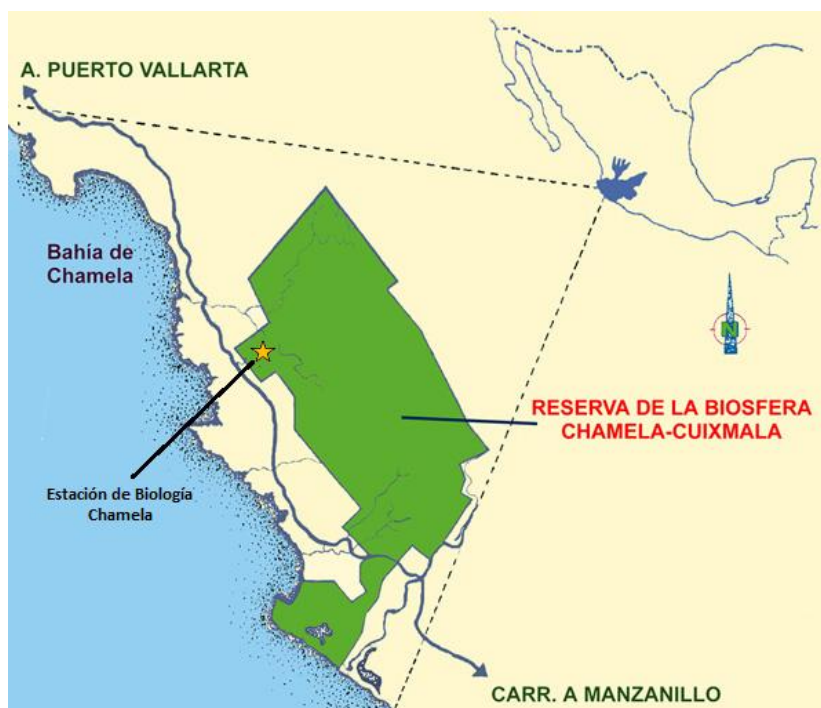 A. PUERTO VALLARTA
Bahía de
Chamela
N
RESERVA DE LA BIOSFERA
CHAMELA-CUIXMALA
Estación de Biología
Chamela
CARR. A MANZANILLO